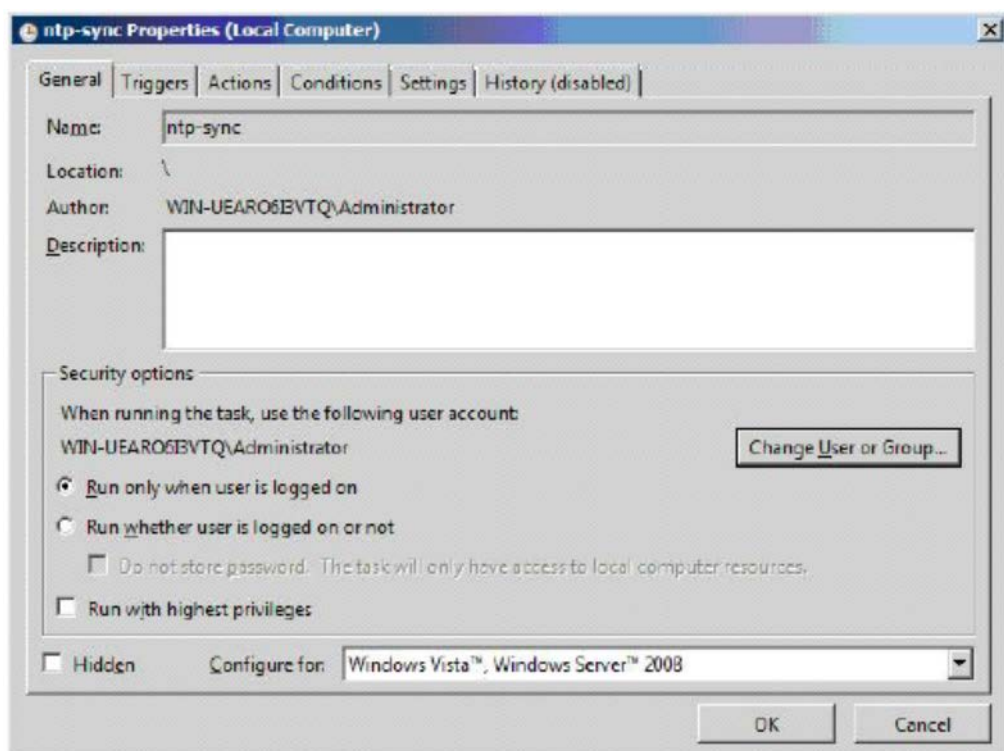 ntp-sync Properties (Local Computer)
General Triggers Actions Conditions Settings History (disabled)
Name: ntp-sync
Location: \
Author: WIN-UEARO6I3VTQ\Administrator
Description:
Security options
When running the task, use the following user account:
WIN-UEARO6I3VTQ\Administrator
Change User or Group...
Run only when user is logged on
Run whether user is logged on or not
Do not store password. The task will only have access to local computer resources.
Run with highest privileges
Hidden Configure for: Windows Vista™, Windows Server™ 2008
OK Cancel